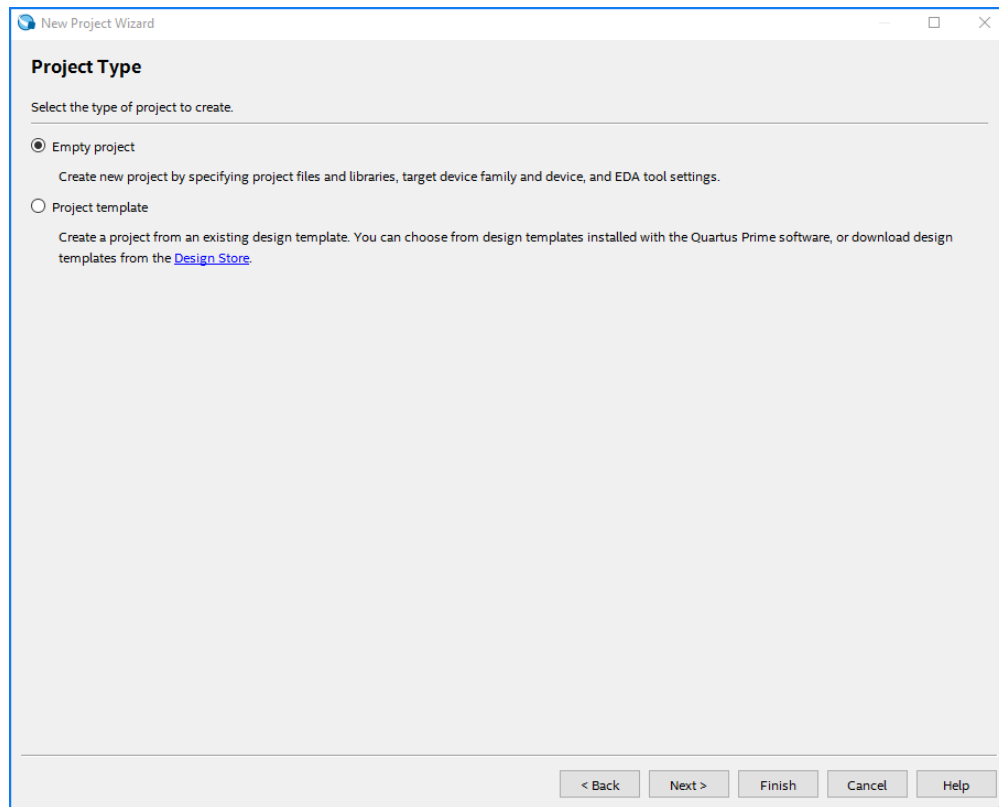 New Project Wizard
Project Type
Select the type of project to create.
Empty project
Create new project by specifying project files and libraries, target device family and device, and EDA tool settings.
Project template
Create a project from an existing design template. You can choose from design templates installed with the Quartus Prime software, or download design
templates from the Design Store.
< Back Next > Finish Cancel Help